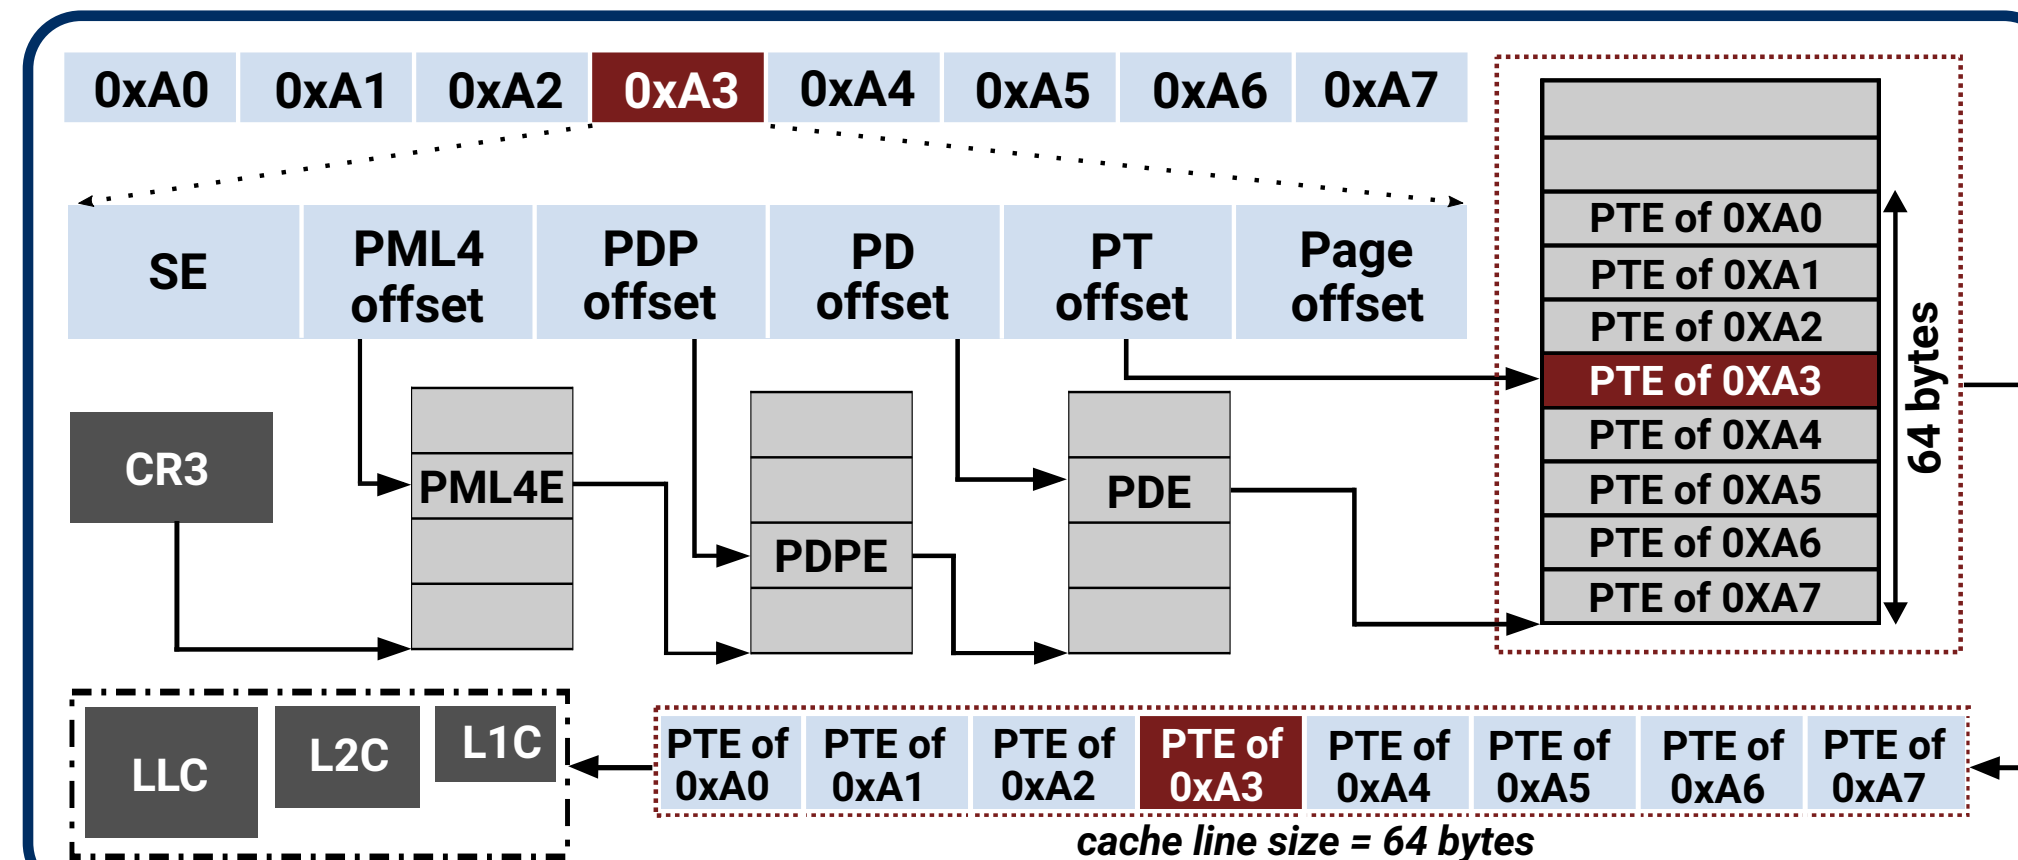 0xA0 0xA1 0xA2 0xA3 0xA4 0xA5 0xA6 0xA7
SE
PML4
offset
PDP
offset
PD
offset
PT
offset
Page
offset
CR3
PML4E
PDPE
PDE
PTE of 0XA0
PTE of 0XA1
PTE of 0XA2
PTE of 0XA3
PTE of 0XA4
PTE of 0XA5
PTE of 0XA6
PTE of 0XA7
64 bytes
LLC
L2C
L1C
PTE of
0xA0
PTE of
0xA1
PTE of
0xA2
PTE of
0xA3
PTE of
0xA4
PTE of
0xA5
PTE of
0xA6
PTE of
0xA7
cache line size = 64 bytes